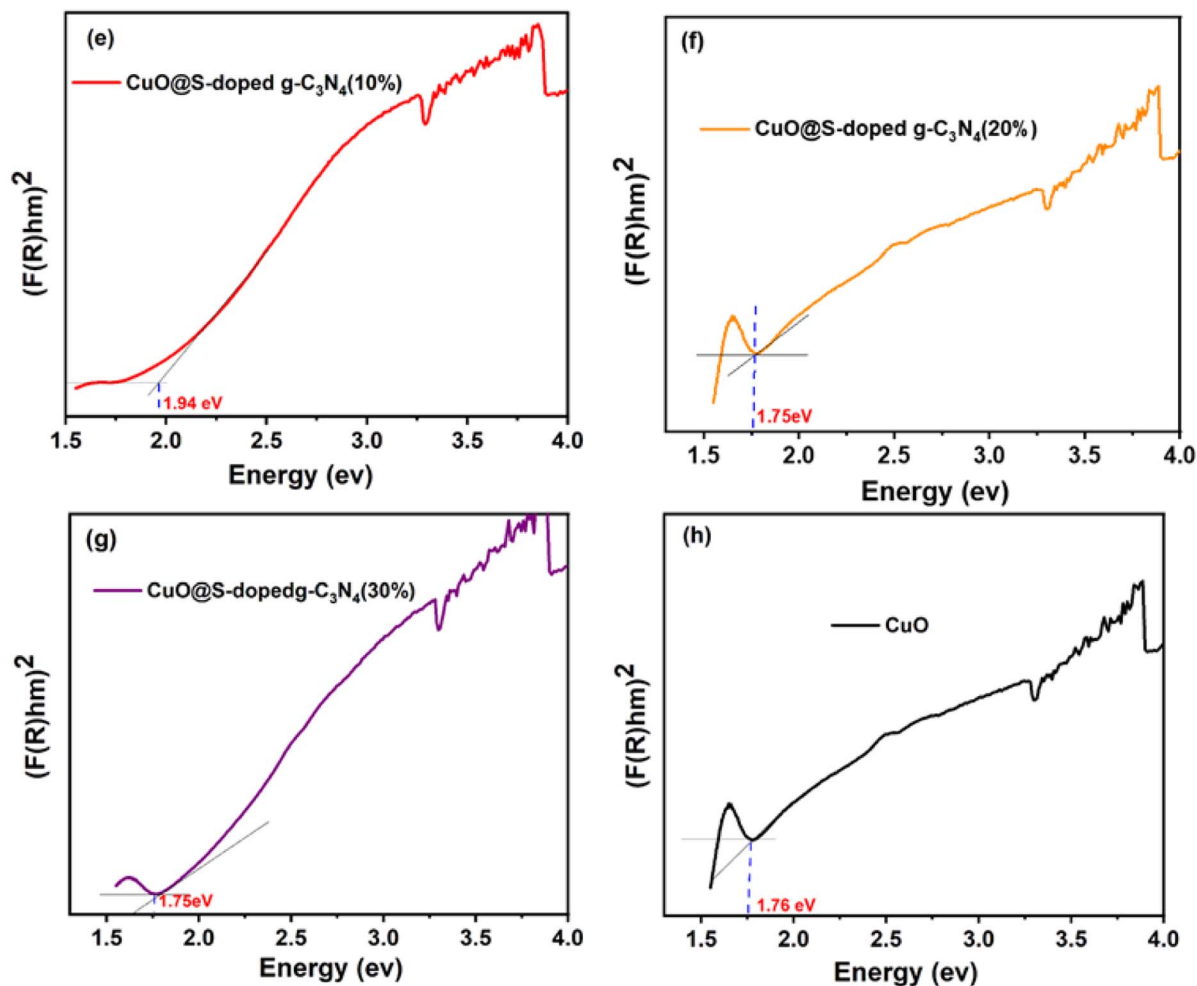 (e)
CuO@S-doped g-C₃N₄(10%)
(F(R)hm)²
1.94 eV
1.5 2.0 2.5 3.0 3.5 4.0
Energy (ev)
(f)
CuO@S-doped g-C₃N₄(20%)
(F(R)hm)²
1.75eV
1.5 2.0 2.5 3.0 3.5 4.0
Energy (ev)
(g)
CuO@S-dopedg-C₃N₄(30%)
(F(R)hm)²
1.75eV
1.5 2.0 2.5 3.0 3.5 4.0
Energy (ev)
(h)
CuO
(F(R)hm)²
1.76 eV
1.5 2.0 2.5 3.0 3.5 4.0
Energy (ev)